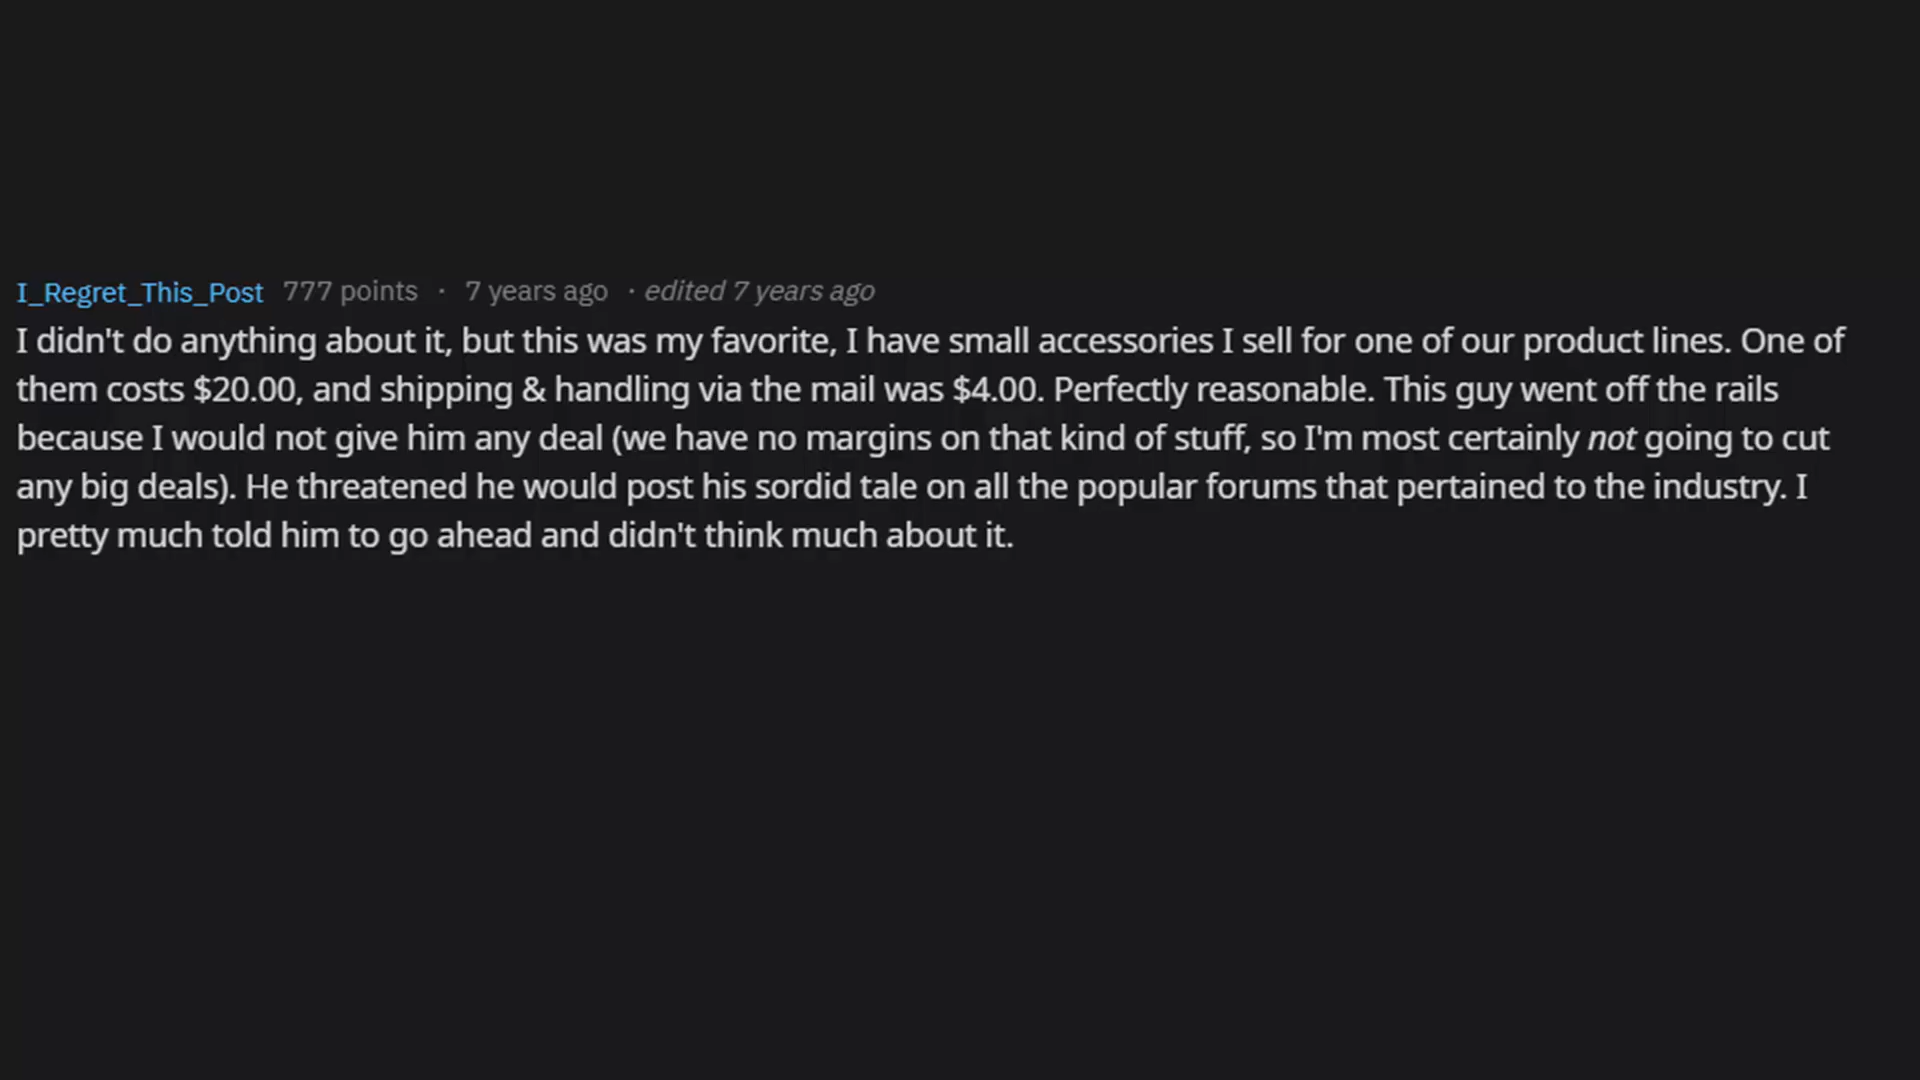 I_Regret_This_Post 777 points · 7 years ago · edited 7 years ago
I didn't do anything about it, but this was my favorite, I have small accessories I sell for one of our product lines. One of
them costs $20.00, and shipping & handling via the mail was $4.00. Perfectly reasonable. This guy went off the rails
because I would not give him any deal (we have no margins on that kind of stuff, so I'm most certainly not going to cut
any big deals). He threatened he would post his sordid tale on all the popular forums that pertained to the industry. I
pretty much told him to go ahead and didn't think much about it.